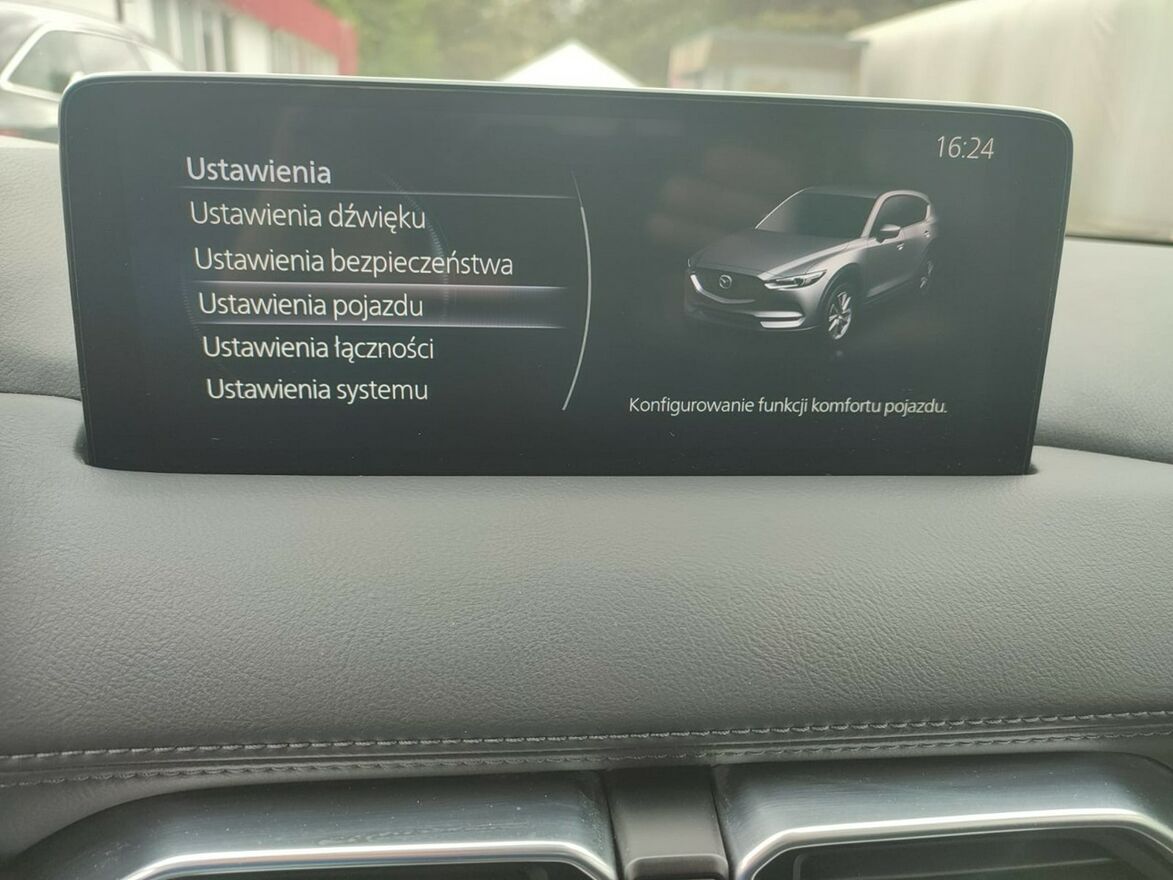 16:24
Ustawienia
Ustawienia dźwięku
Ustawienia bezpieczeństwa
Ustawienia pojazdu
Ustawienia łączności
Ustawienia systemu
Konfigurowanie funkcji komfortu pojazdu.